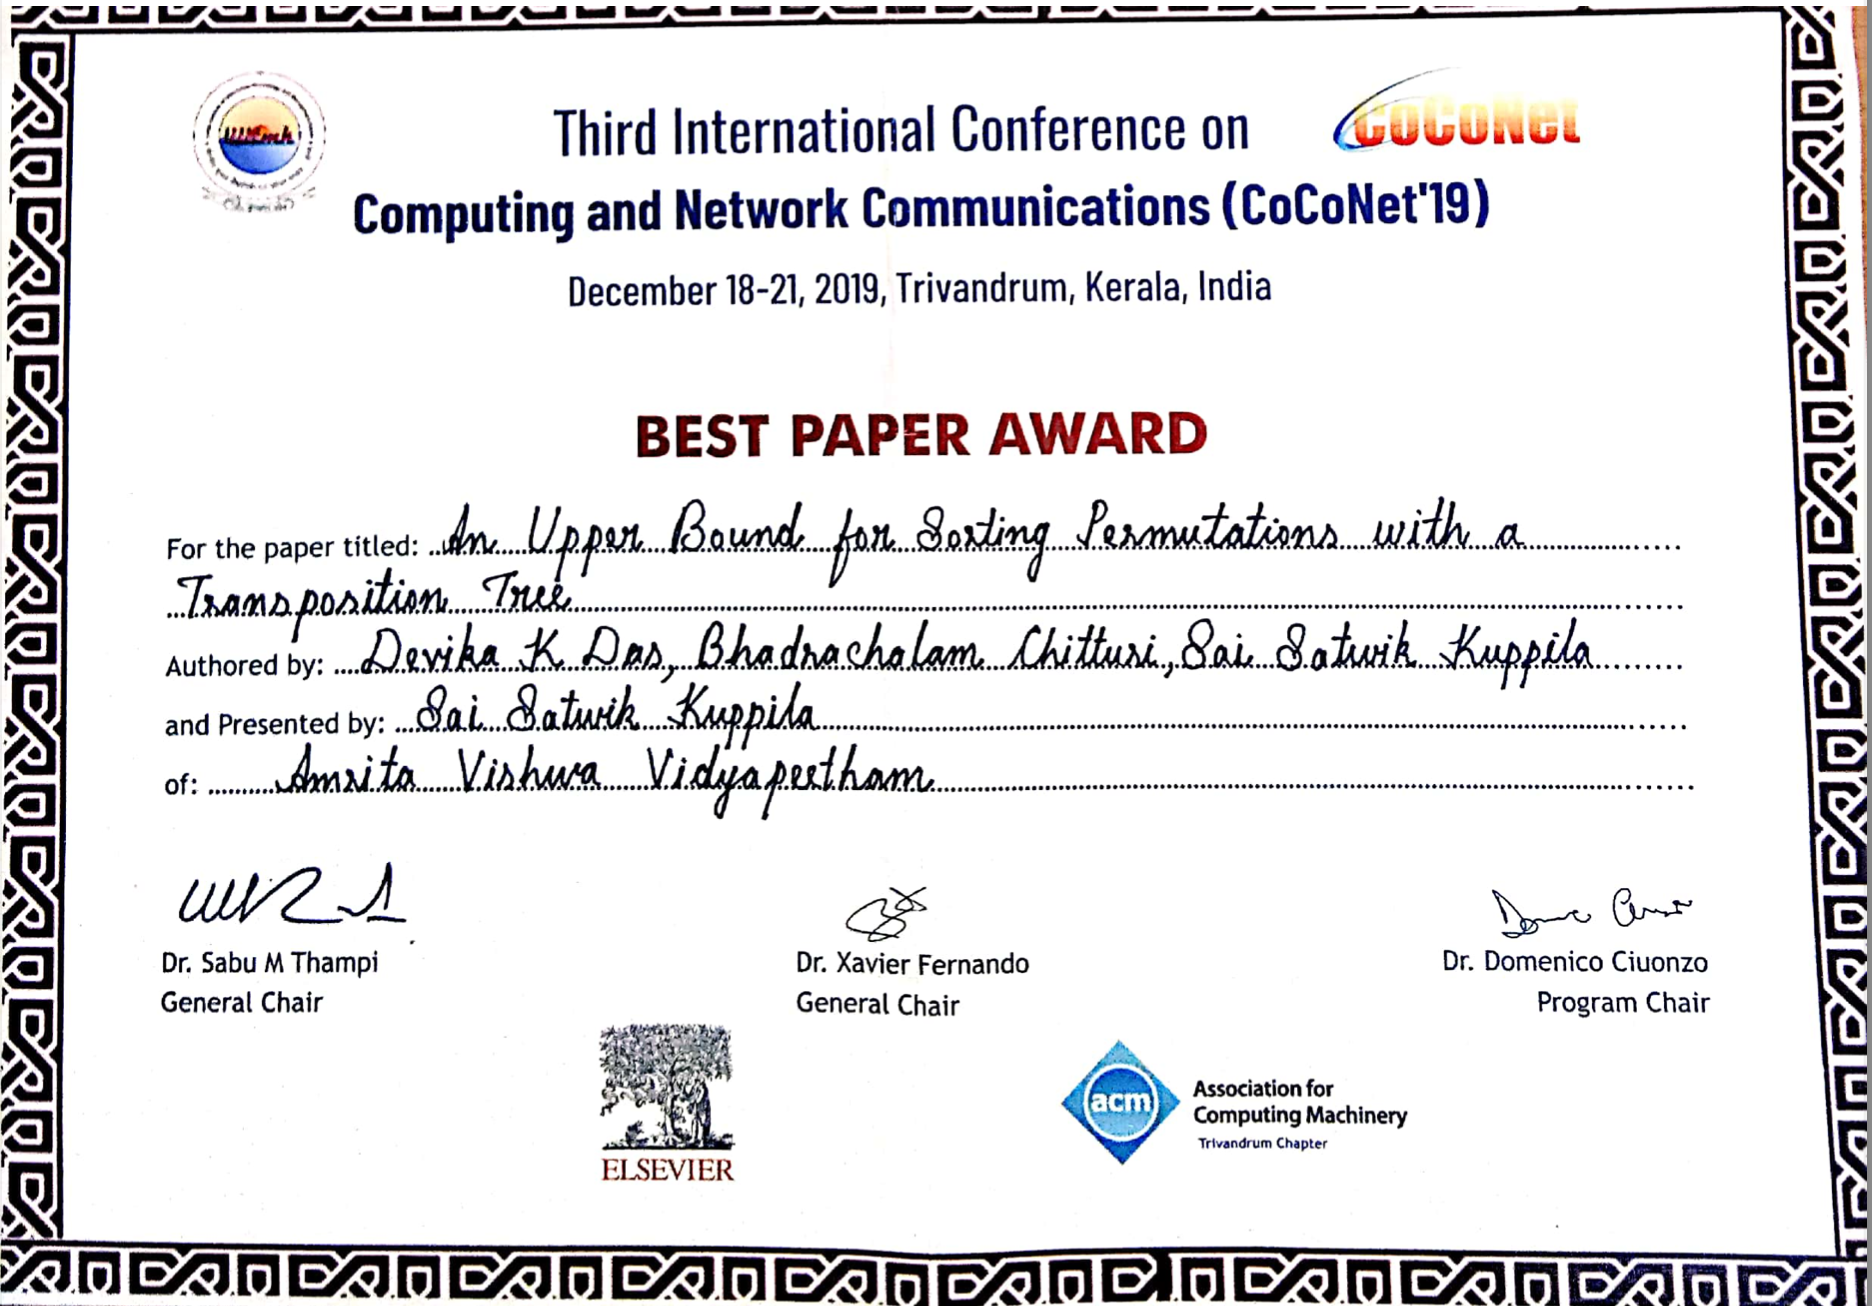 Third International Conference on
CoCoNet
Computing and Network Communications (CoCoNet'19)
December 18-21, 2019, Trivandrum, Kerala, India
BEST PAPER AWARD
For the paper titled: An Upper Bound for Sorting Permutations with a
Transposition Tree
Authored by: Devika K Das, Bhadrachalam Chitturi, Sai Satwik Kuppila
and Presented by: Sai Satwik Kuppila
of: Amrita Vishwa Vidyapeetham
Dr. Sabu M Thampi
General Chair
Dr. Xavier Fernando
General Chair
Dr. Domenico Ciuonzo
Program Chair
ELSEVIER
acm
Association for
Computing Machinery
Trivandrum Chapter